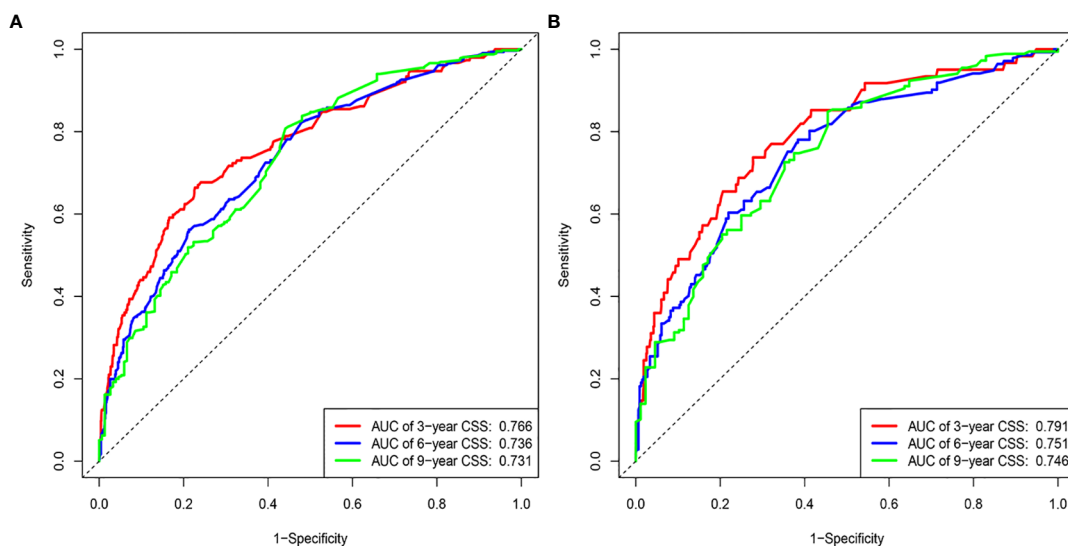 A
Sensitivity
1.0
0.8
0.6
0.4
0.2
0.0
AUC of 3−year CSS: 0.766
AUC of 6−year CSS: 0.736
AUC of 9−year CSS: 0.731
0.0 0.2 0.4 0.6 0.8 1.0
1−Specificity
B
Sensitivity
1.0
0.8
0.6
0.4
0.2
0.0
AUC of 3−year CSS: 0.791
AUC of 6−year CSS: 0.751
AUC of 9−year CSS: 0.746
0.0 0.2 0.4 0.6 0.8 1.0
1−Specificity